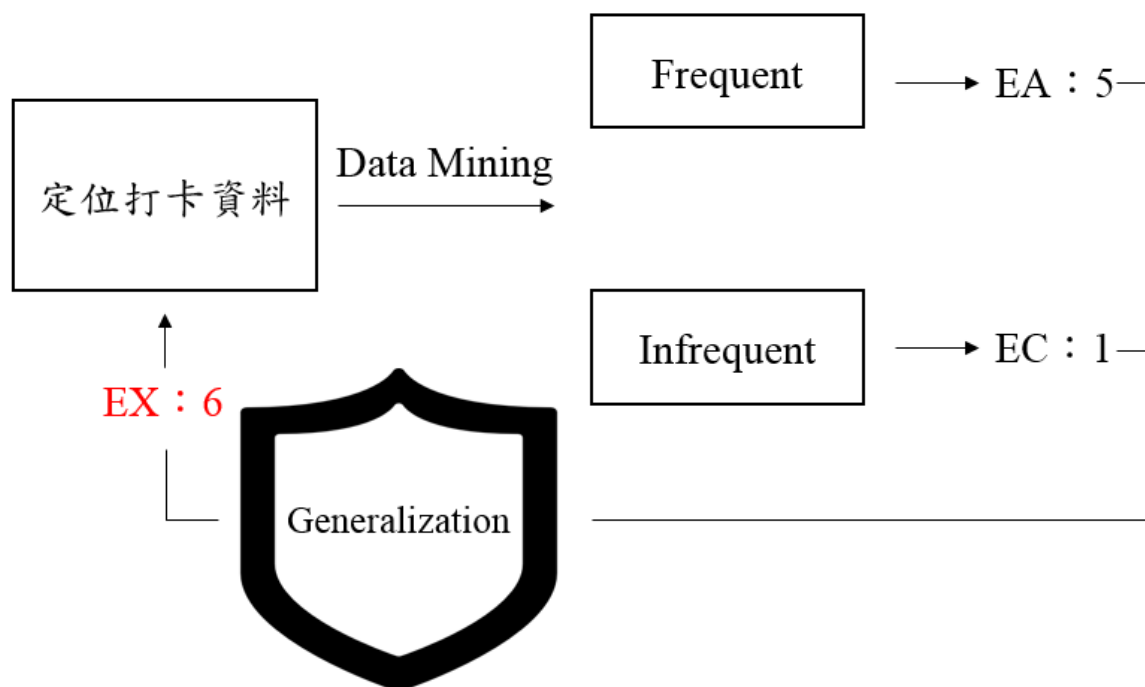 定位打卡資料
Data Mining
Frequent
EA：5
Infrequent
EC：1
EX：6
Generalization